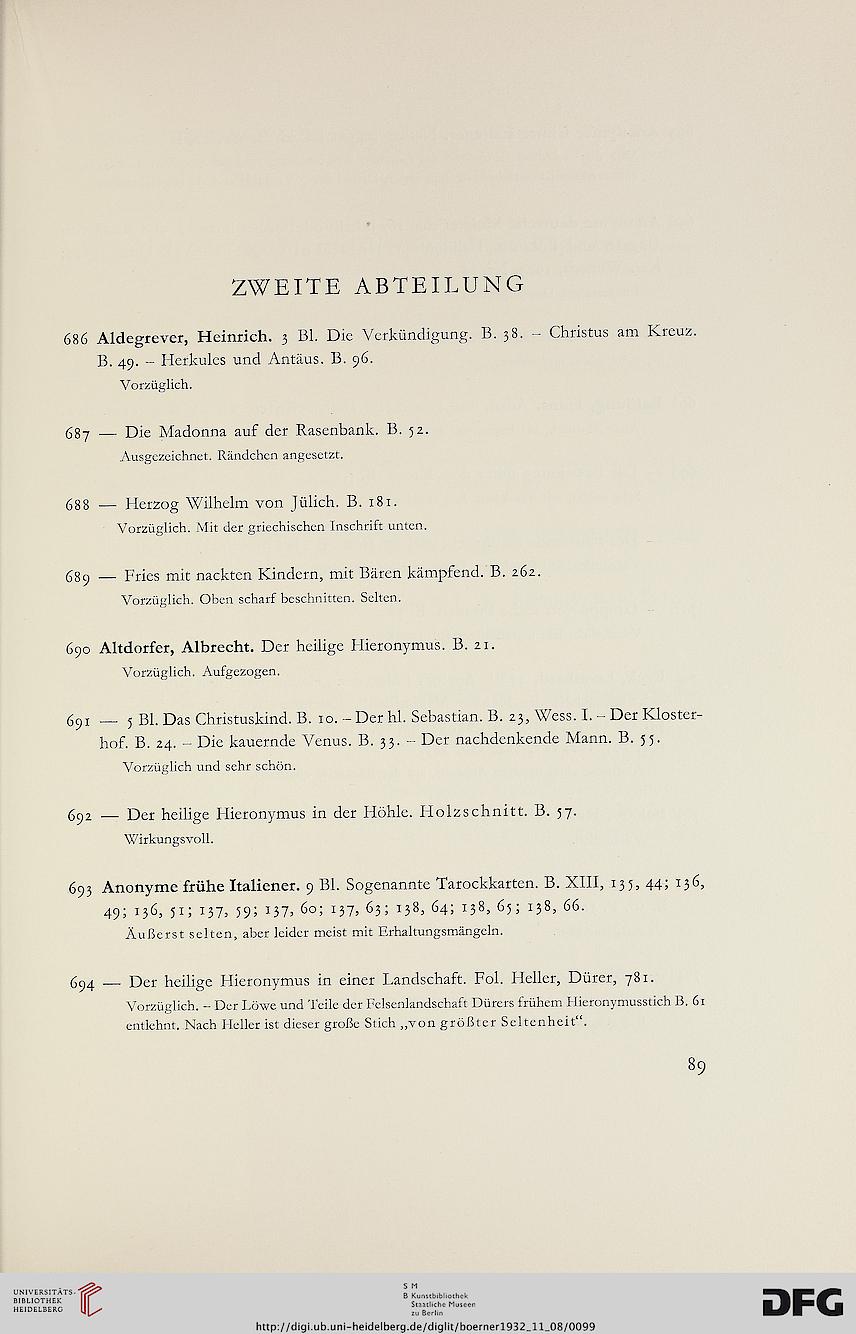 ZWEITE ABTEILUNG
686 Aldegrever, Heinrich. 3 Bl. Die Verkündigung. B. 38. – Christus am Kreuz.
B. 49. – Herkules und Antäus. B. 96.
Vorzüglich.
687 — Die Madonna auf der Rasenbank. B. 52.
Ausgezeichnet. Rändchen angesetzt.
688 — Herzog Wilhelm von Jülich. B. 181.
Vorzüglich. Mit der griechischen Inschrift unten.
689 — Fries mit nackten Kindern, mit Bären kämpfend. B. 262.
Vorzüglich. Oben scharf beschnitten. Selten.
690 Altdorfer, Albrecht. Der heilige Hieronymus. B. 21.
Vorzüglich. Aufgezogen.
691 — 5 Bl. Das Christuskind. B. 10. – Der hl. Sebastian. B. 23, Wess. I. – Der Kloster-
hof. B. 24. – Die kauernde Venus. B. 33. – Der nachdenkende Mann. B. 55.
Vorzüglich und sehr schön.
692 — Der heilige Hieronymus in der Höhle. Holzschnitt. B. 57.
Wirkungsvoll.
693 Anonyme frühe Italiener. 9 Bl. Sogenannte Tarockkarten. B. XIII, 135, 44; 136,
49; 136, 51; 137, 59; 137, 60; 137, 63; 138, 64; 138, 65; 138, 66.
Äußerst selten, aber leider meist mit Erhaltungsmängeln.
694 — Der heilige Hieronymus in einer Landschaft. Fol. Heller, Dürer, 781.
Vorzüglich. – Der Löwe und Teile der Felsenlandschaft Dürers frühem Hieronymusstich B. 61
entlehnt. Nach Heller ist dieser große Stich „von größter Seltenheit“.
89
UNIVERSITÄTS-
BIBLIOTHEK
HEIDELBERG
S M
B Kunstbibliothek
Staatliche Museen
zu Berlin
DFG
http://digi.ub.uni-heidelberg.de/diglit/boerner1932_11_08/0099